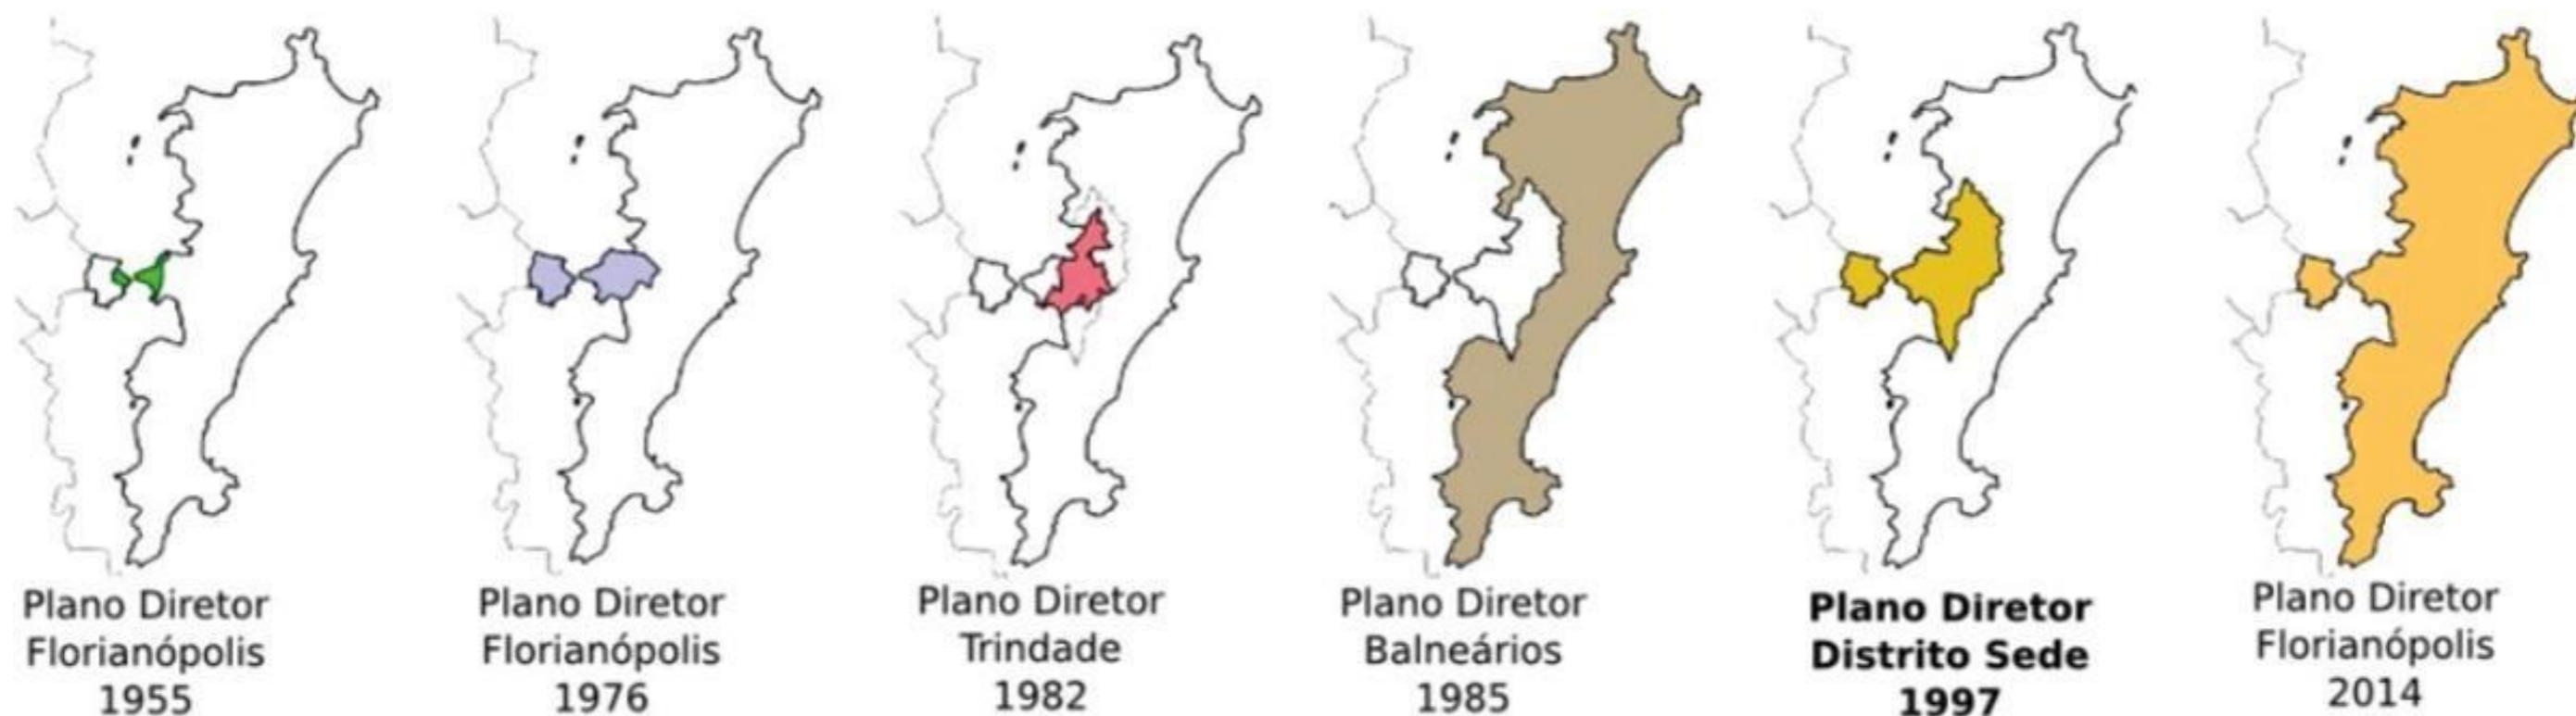 Plano Diretor
Florianópolis
1955
Plano Diretor
Florianópolis
1976
Plano Diretor
Trindade
1982
Plano Diretor
Balneários
1985
Plano Diretor
Distrito Sede
1997
Plano Diretor
Florianópolis
2014